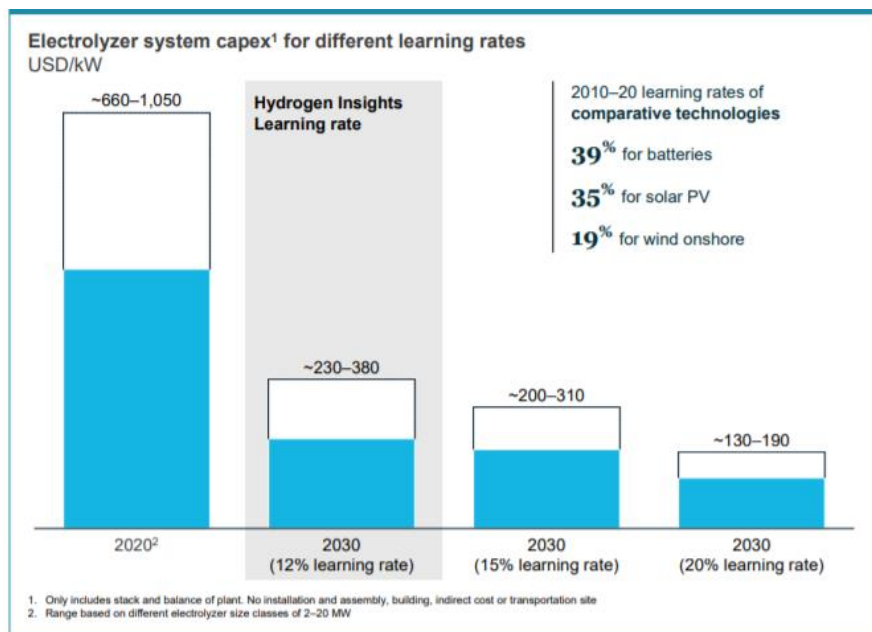 Electrolyzer system capex¹ for different learning rates
USD/kW
~660–1,050
Hydrogen Insights
Learning rate
~230–380
~200–310
~130–190
2010–20 learning rates of
comparative technologies
39% for batteries
35% for solar PV
19% for wind onshore
2020²
2030
(12% learning rate)
2030
(15% learning rate)
2030
(20% learning rate)
1. Only includes stack and balance of plant. No installation and assembly, building, indirect cost or transportation site
2. Range based on different electrolyzer size classes of 2–20 MW